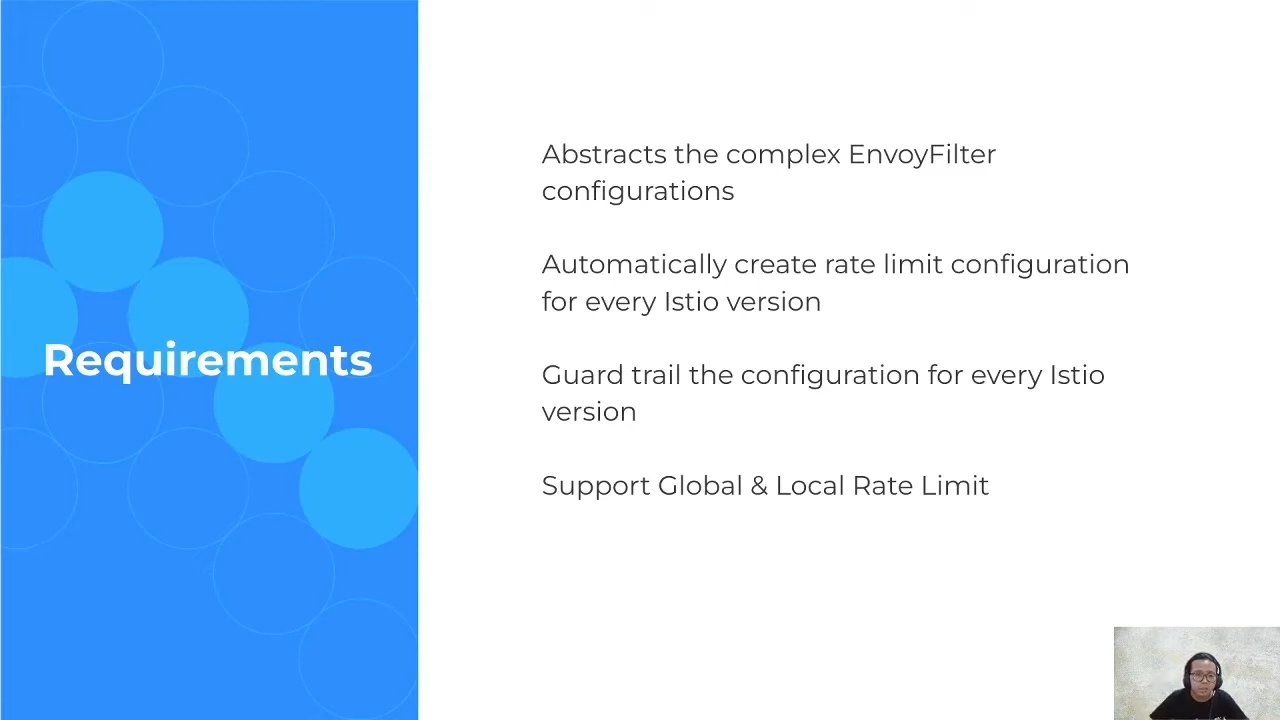 Requirements
Abstracts the complex EnvoyFilter
configurations
Automatically create rate limit configuration
for every Istio version
Guard trail the configuration for every Istio
version
Support Global & Local Rate Limit